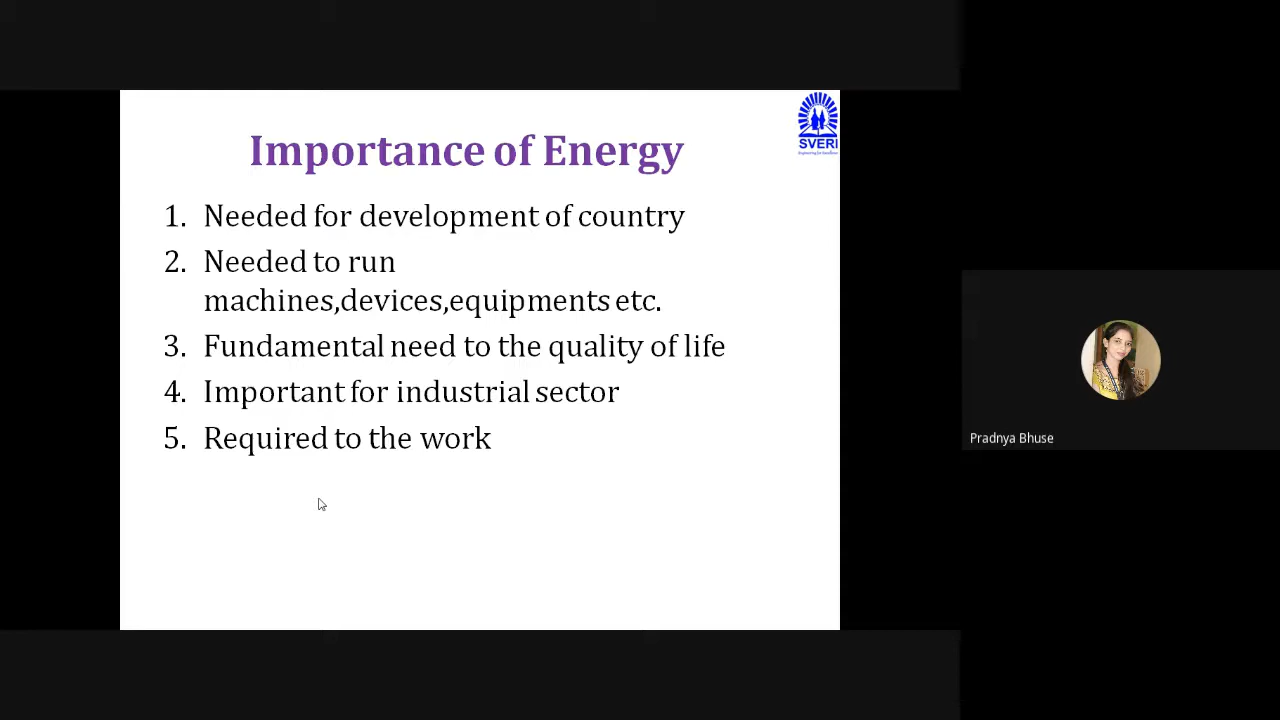 Importance of Energy
SVERI
1. Needed for development of country
2. Needed to run
machines,devices,equipments etc.
3. Fundamental need to the quality of life
4. Important for industrial sector
5. Required to the work
Pradnya Bhuse